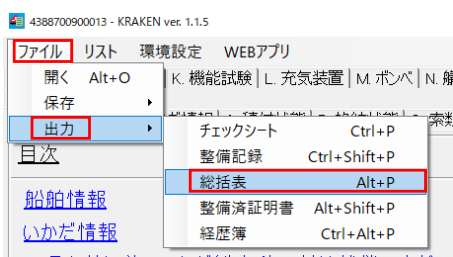 4388700900013 - KRAKEN ver. 1.1.5
ファイル リスト 環境設定 WEBアプリ
開く Alt+O
K. 機能試験 | L. 充気装置 | M. ボンベ | N.
保存
出力
チェックシート Ctrl+P
整備記録 Ctrl+Shift+P
総括表 Alt+P
整備済証明書 Alt+Shift+P
経歴簿 Ctrl+Alt+P
目次
船舶情報
いかだ情報